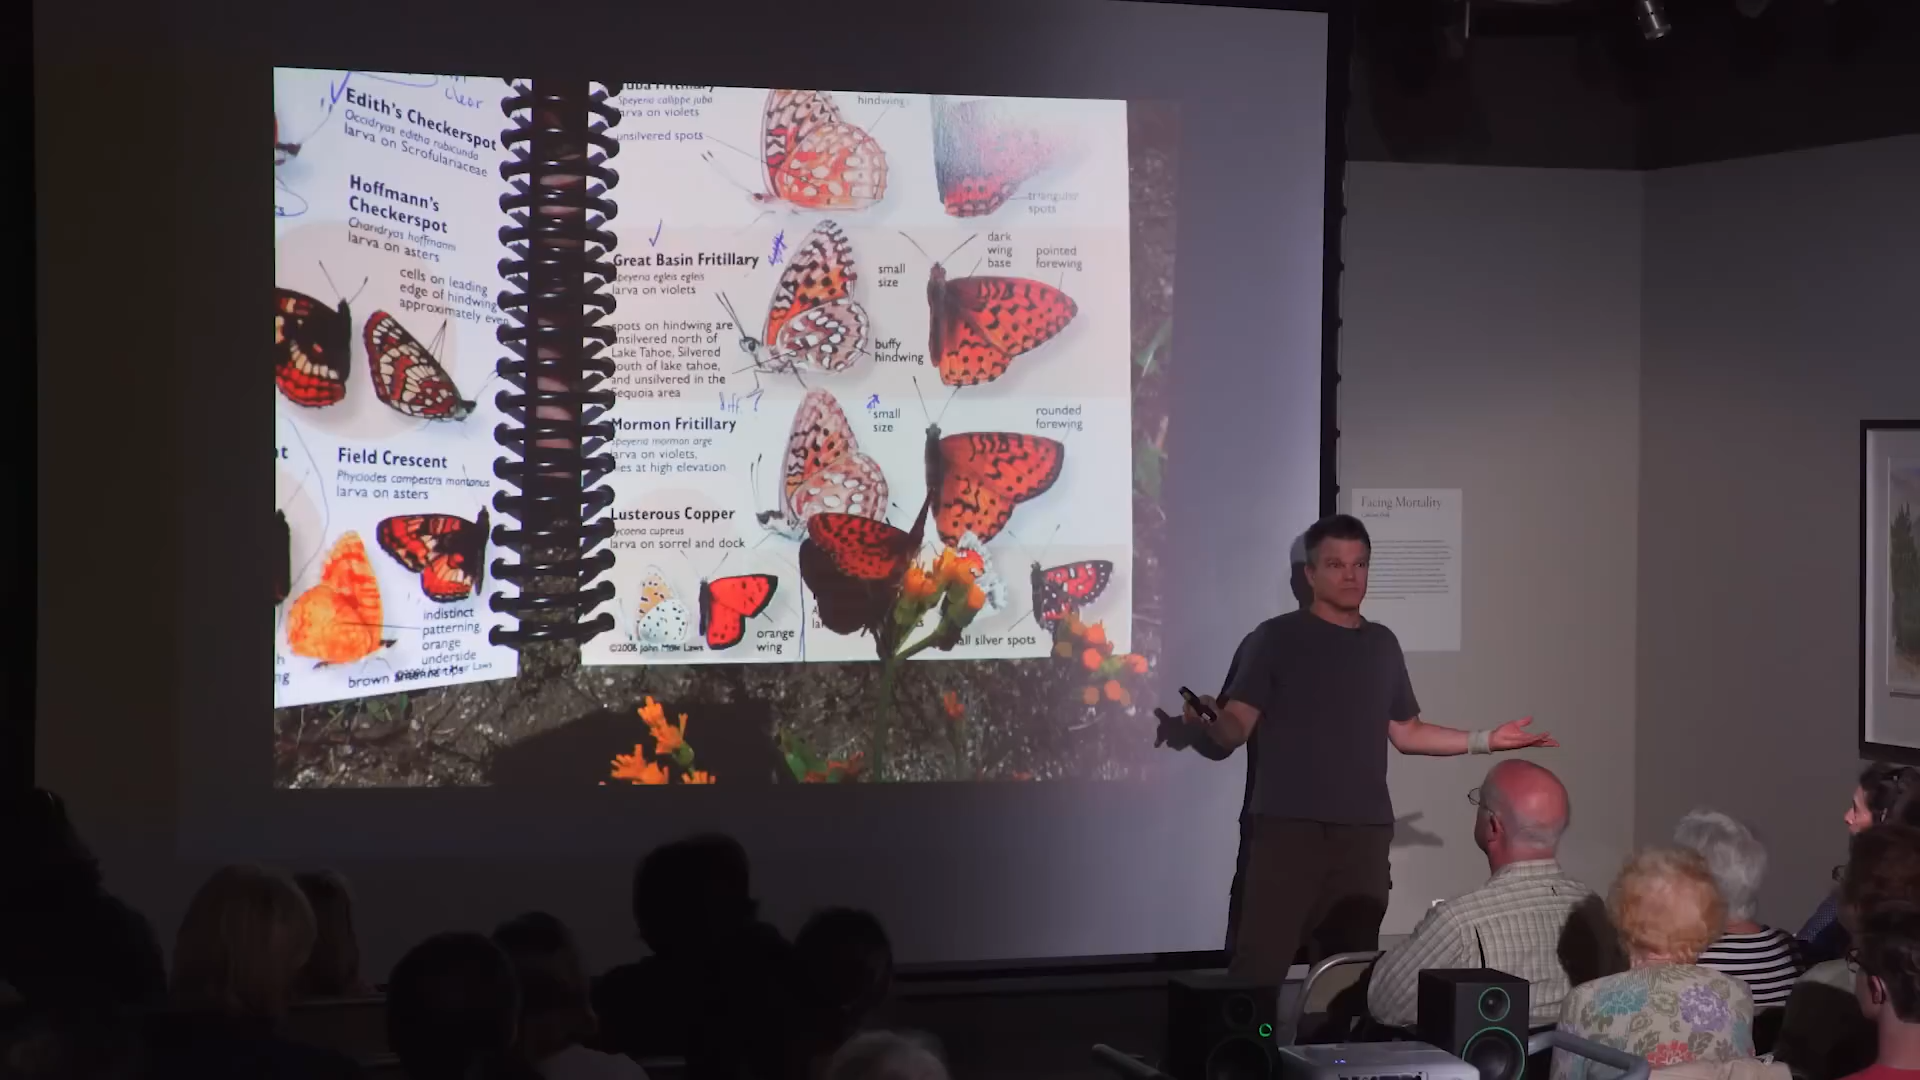 clear
Edith's Checkerspot
Occidryas editha rubicunda
larva on Scrofulariaceae
Hoffmann's
Checkerspot
Charidryas hoffmanni
larva on asters
cells on leading
edge of hindwing
approximately even
Field Crescent
Phyciodes campestris montanus
larva on asters
indistinct
patterning,
orange
underside
brown antenna tips
Speyeria callippe juba
larva on violets
unsilvered spots
hindwing
triangular
spots
Great Basin Fritillary
Speyeria egleis egleis
larva on violets
spots on hindwing are
unsilvered north of
Lake Tahoe, Silvered
south of lake tahoe,
and unsilvered in the
Sequoia area
small
size
dark
wing
base
pointed
forewing
buffy
hindwing
diff ?
Mormon Fritillary
Speyeria mormon arge
larva on violets,
flies at high elevation
small
size
rounded
forewing
Lusterous Copper
Lycaena cupreus
larva on sorrel and dock
orange
wing
©2006 John Muir Laws
all silver spots
Facing Mortality